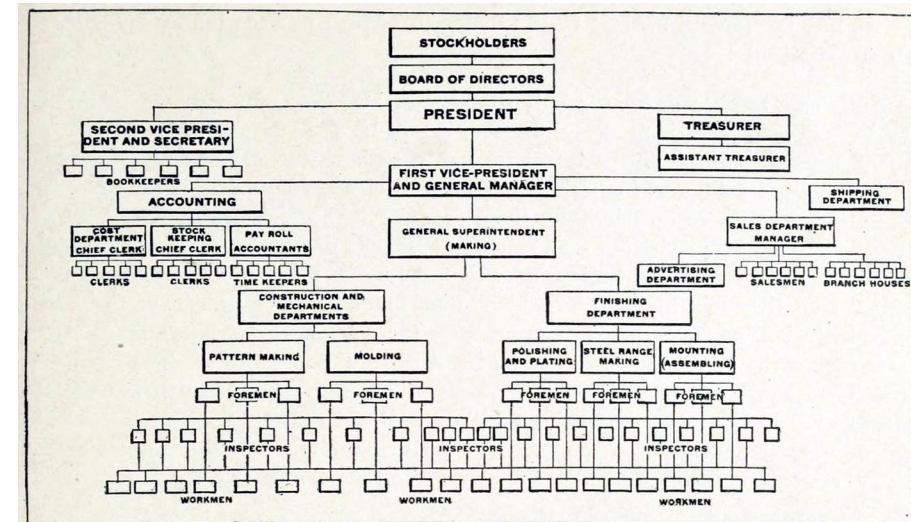 STOCKHOLDERS
BOARD OF DIRECTORS
PRESIDENT
SECOND VICE PRESI-
DENT AND SECRETARY
TREASURER
ASSISTANT TREASURER
BOOKKEEPERS
FIRST VICE-PRESIDENT
AND GENERAL MANAGER
SHIPPING
DEPARTMENT
ACCOUNTING
COST
DEPARTMENT
CHIEF CLERK
STOCK
KEEPING
CHIEF CLERK
PAY ROLL
ACCOUNTANTS
GENERAL SUPERINTENDENT
(MAKING)
SALES DEPARTMENT
MANAGER
CLERKS
CLERKS
TIME KEEPERS
ADVERTISING
DEPARTMENT
SALESMEN
BRANCH HOUSES
CONSTRUCTION AND
MECHANICAL
DEPARTMENTS
FINISHING
DEPARTMENT
PATTERN MAKING
MOLDING
POLISHING
AND PLATING
STEEL RANGE
MAKING
MOUNTING
(ASSEMBLING)
FOREMEN
FOREMEN
FOREMEN
FOREMEN
FOREMEN
INSPECTORS
INSPECTORS
INSPECTORS
WORKMEN
WORKMEN
WORKMEN